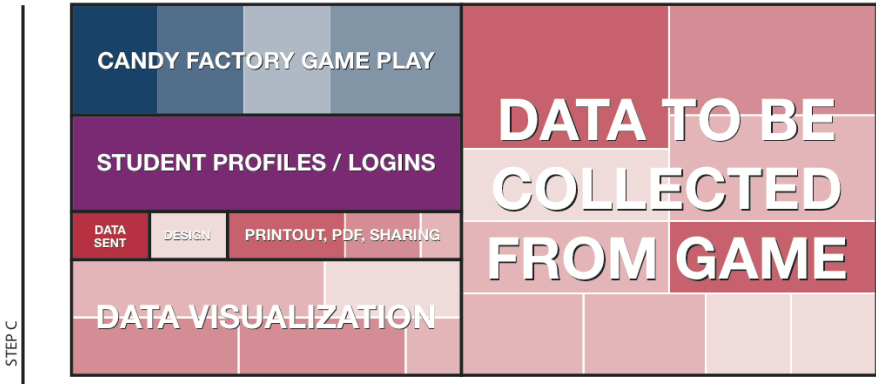 STEP C
CANDY FACTORY GAME PLAY
STUDENT PROFILES / LOGINS
DATA
SENT
DESIGN
PRINTOUT, PDF, SHARING
DATA VISUALIZATION
DATA TO BE
COLLECTED
FROM GAME